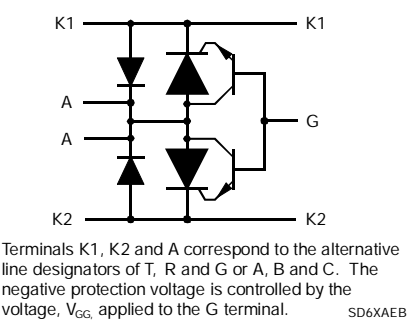 K1 K1
A
G
A
K2 K2
Terminals K1, K2 and A correspond to the alternative
line designators of T, R and G or A, B and C. The
negative protection voltage is controlled by the
voltage, VGG, applied to the G terminal.
SD6XAEB